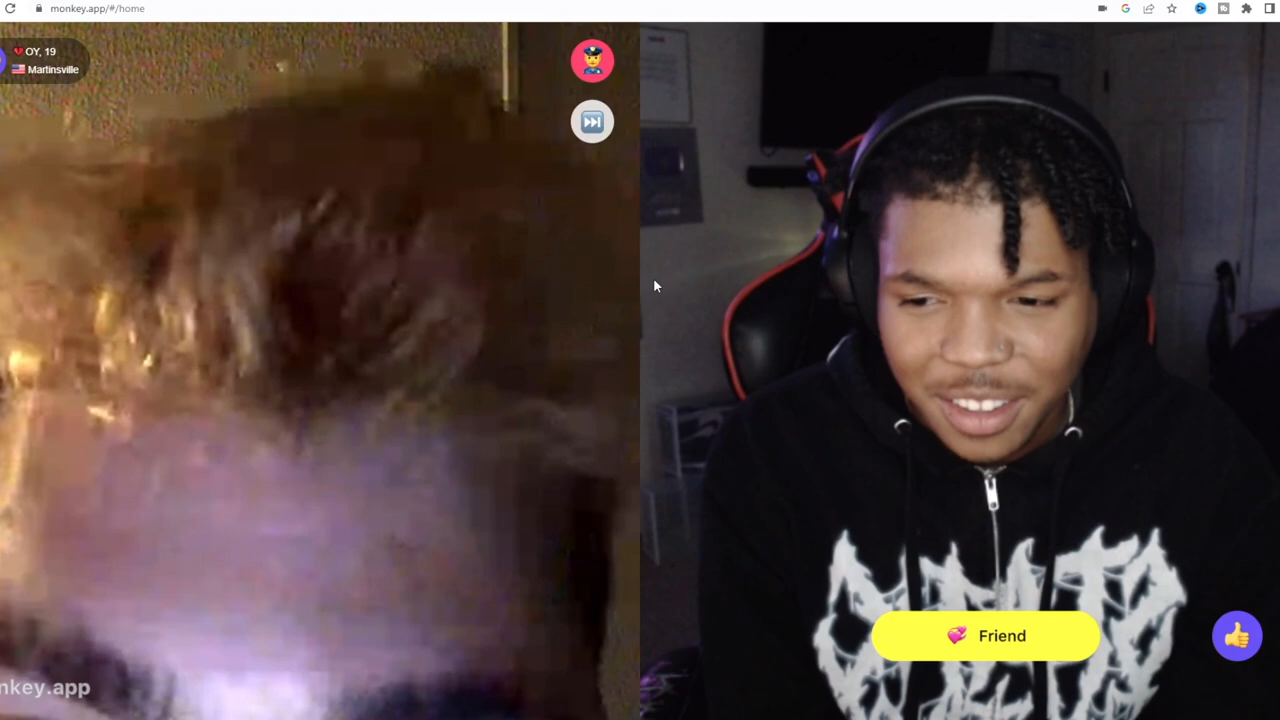 monkey.app/#/home
OY, 19
Martinsville
nkey.app
Friend